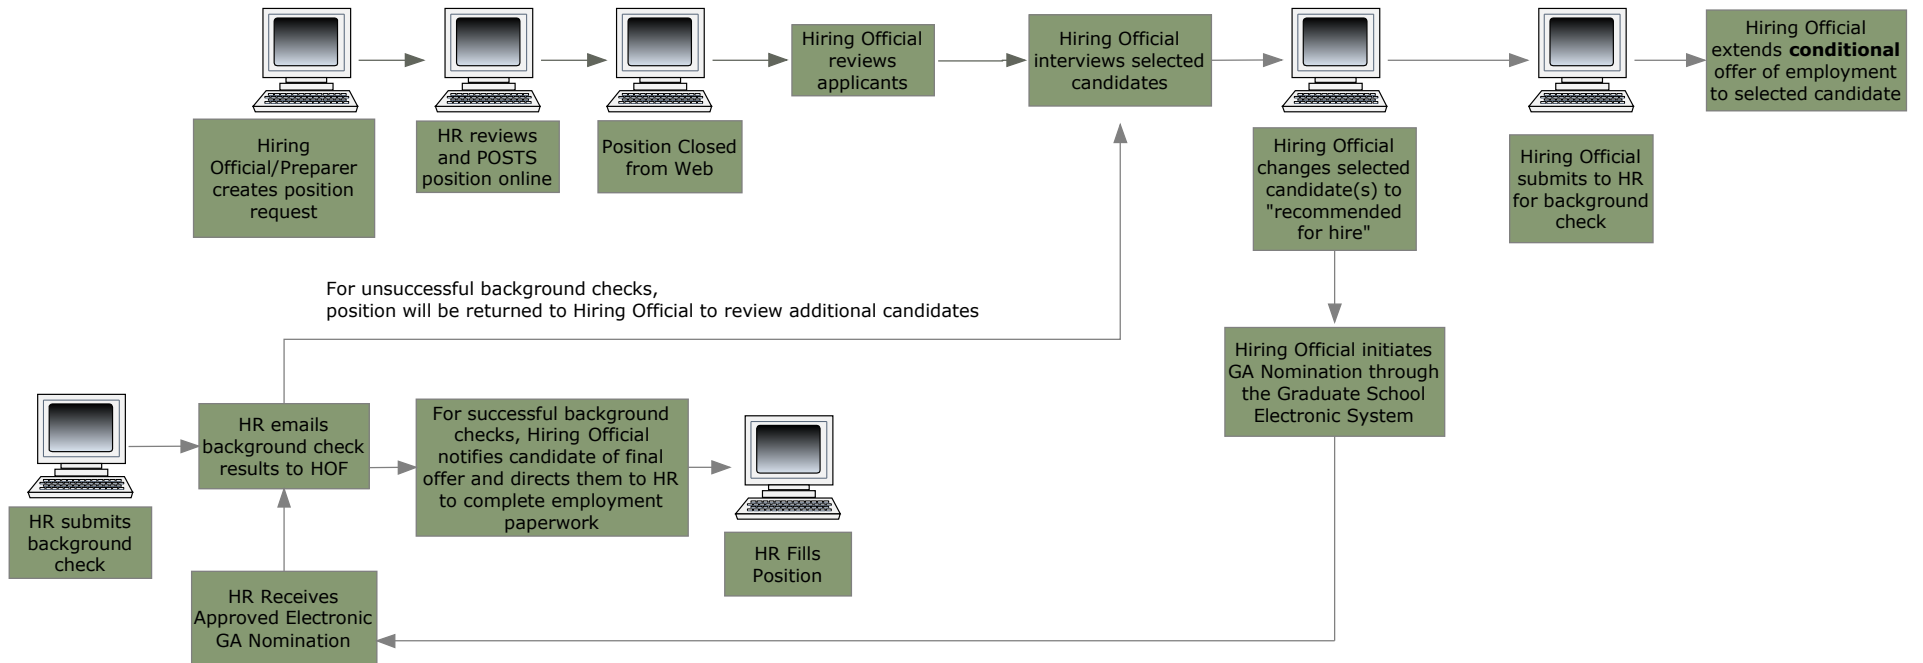 Hiring
Official/Preparer
creates position
request
HR reviews
and POSTS
position online
Position Closed
from Web
Hiring Official
reviews
applicants
Hiring Official
interviews selected
candidates
Hiring Official
changes selected
candidate(s) to
"recommended
for hire"
Hiring Official
submits to HR
for background
check
Hiring Official
extends conditional
offer of employment
to selected candidate
For unsuccessful background checks,
position will be returned to Hiring Official to review additional candidates
Hiring Official initiates
GA Nomination through
the Graduate School
Electronic System
HR submits
background
check
HR emails
background check
results to HOF
For successful background
checks, Hiring Official
notifies candidate of final
offer and directs them to HR
to complete employment
paperwork
HR Fills
Position
HR Receives
Approved Electronic
GA Nomination